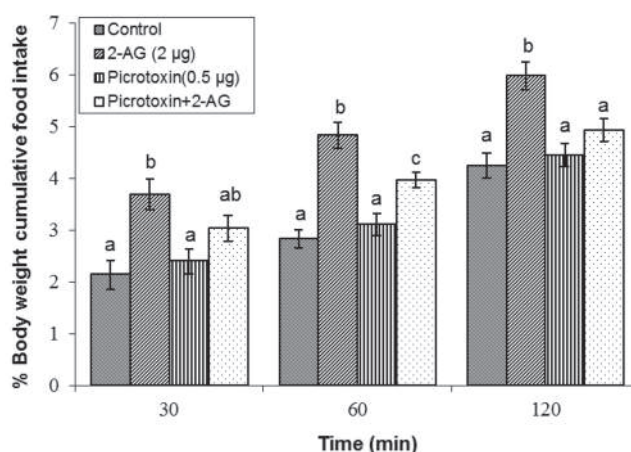 7
6
5
4
3
2
1
0
% Body weight cumulative food intake
Control
2-AG (2 µg)
Picrotoxin(0.5 µg)
Picrotoxin+2-AG
a b a ab
a b a c
a b a a
30 60 120
Time (min)